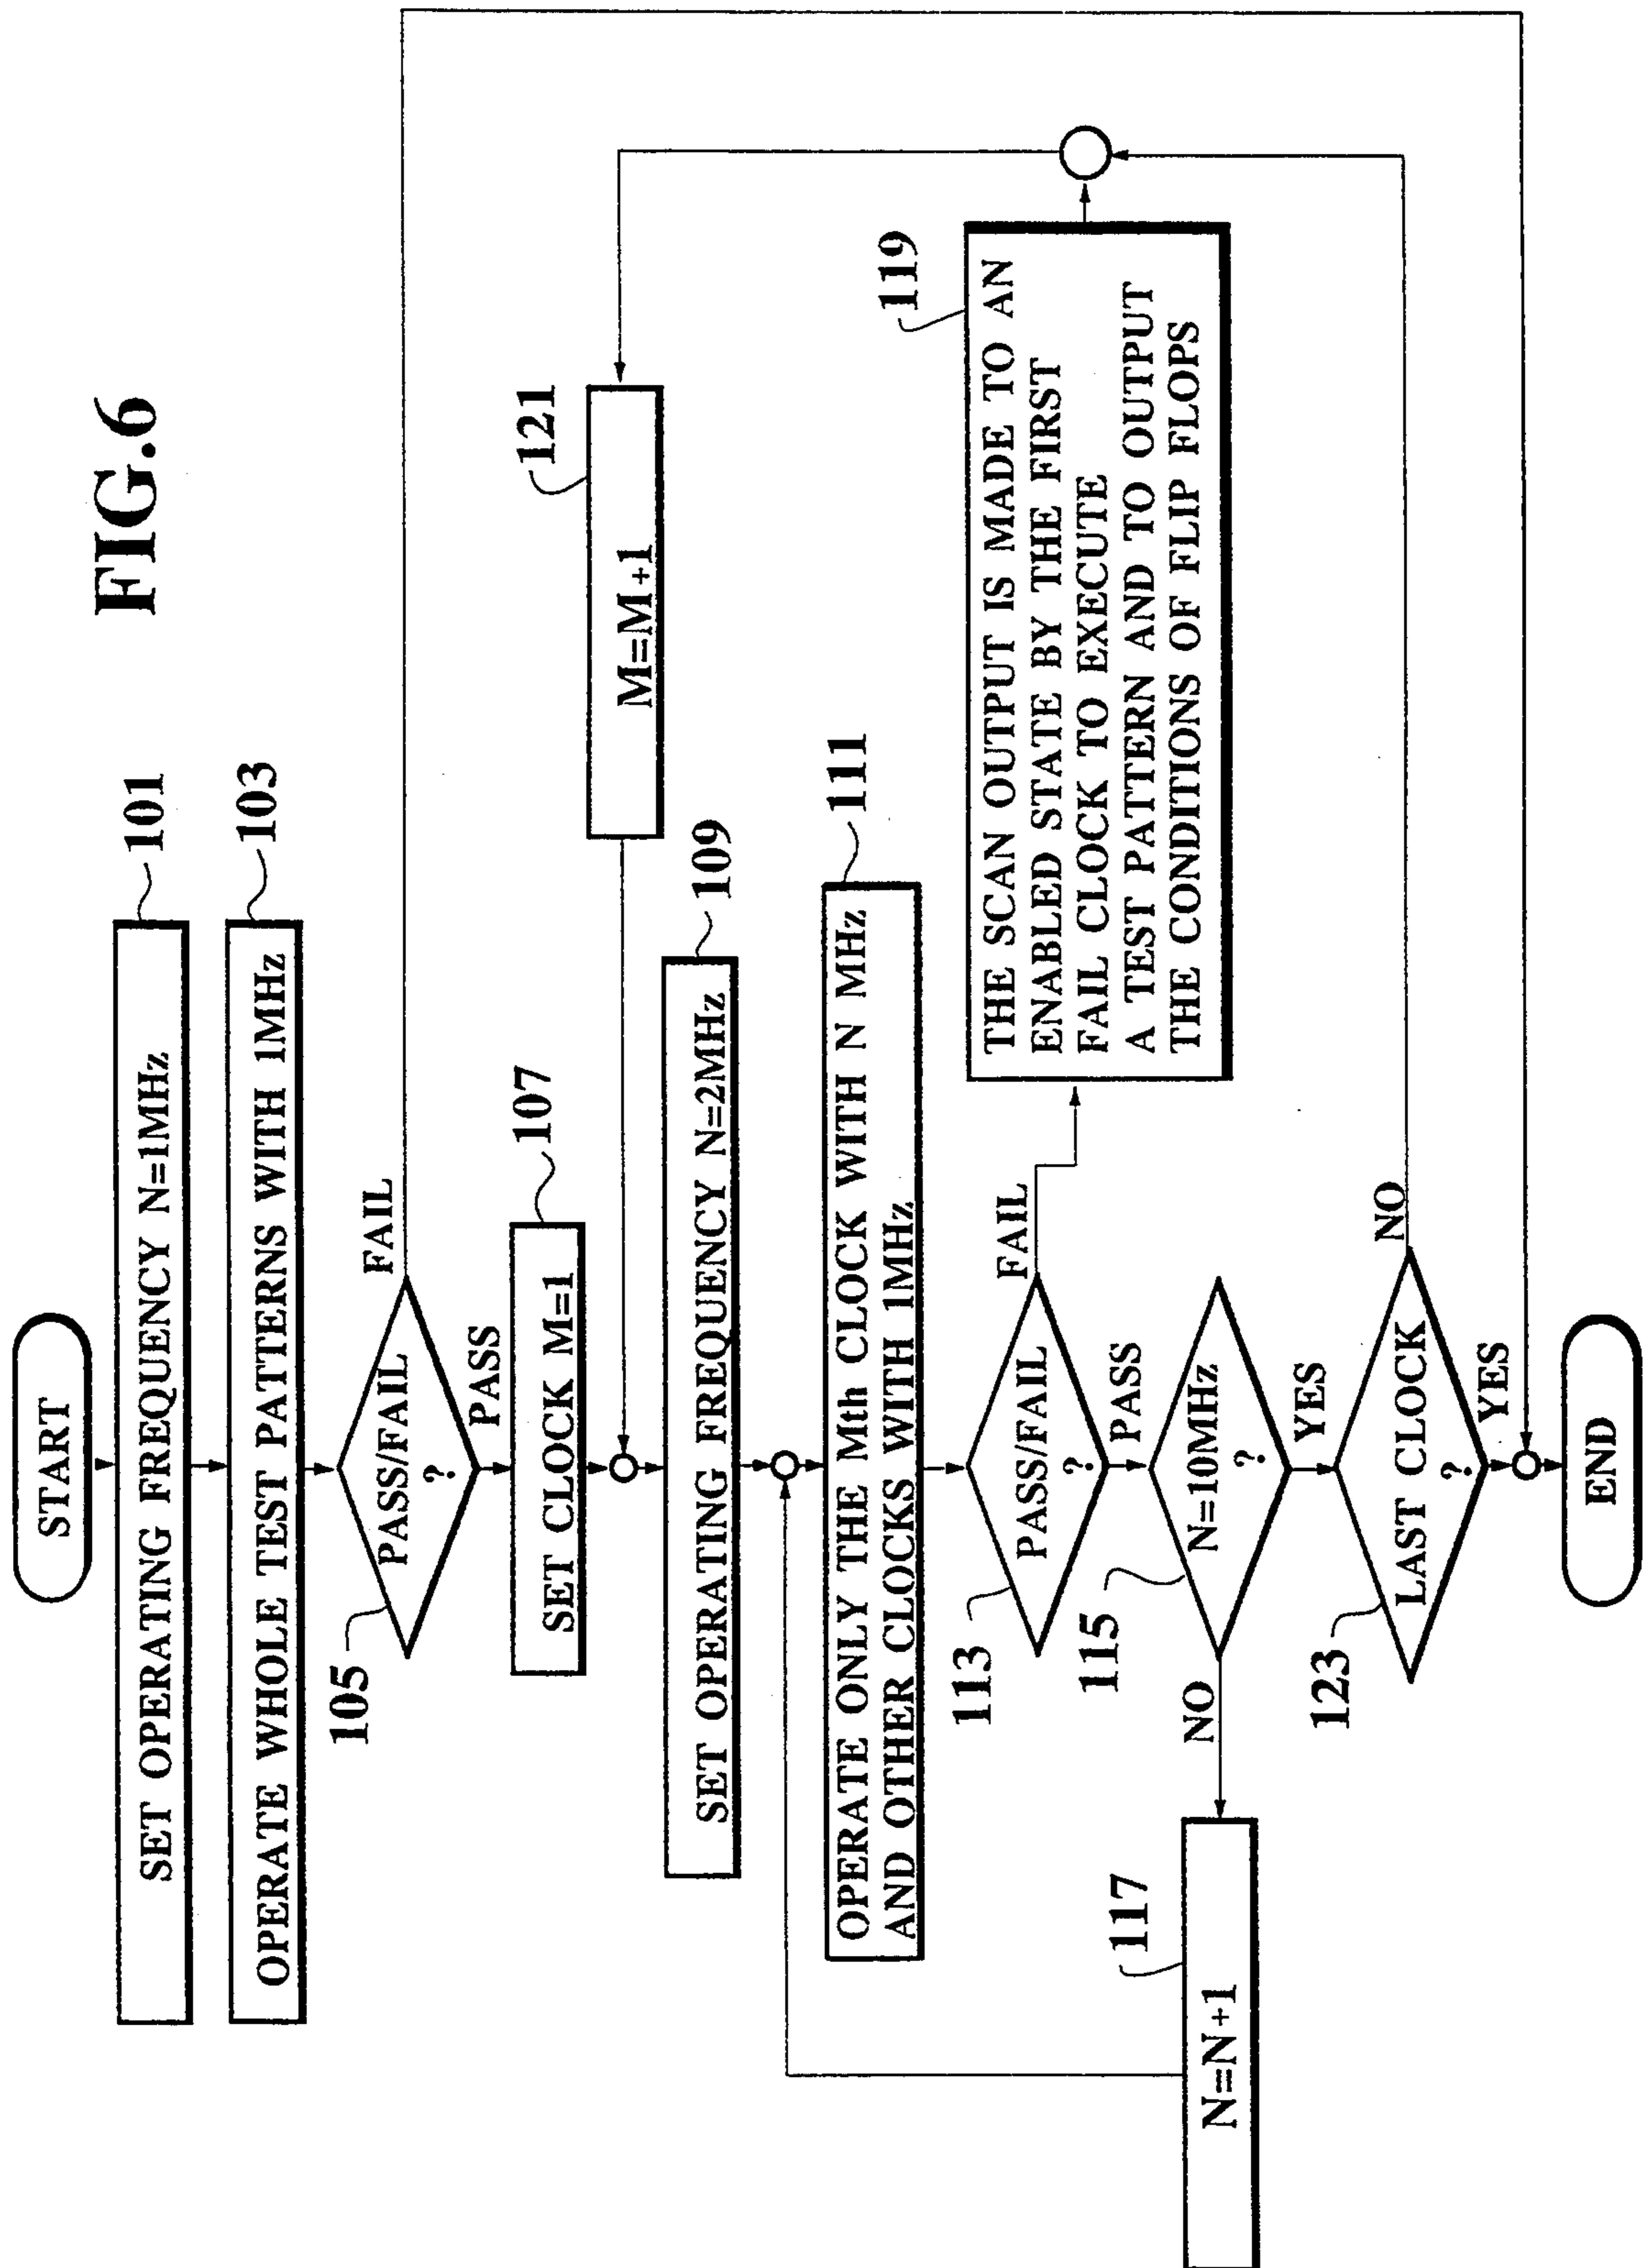 FIG.6
START
101
SET OPERATING FREQUENCY N=1MHz
103
OPERATE WHOLE TEST PATTERNS WITH 1MHz
105
PASS/FAIL
?
FAIL
PASS
107
SET CLOCK M=1
121
M=M+1
109
SET OPERATING FREQUENCY N=2MHz
111
OPERATE ONLY THE Mth CLOCK WITH N MHz
AND OTHER CLOCKS WITH 1MHz
113
PASS/FAIL
?
FAIL
PASS
119
THE SCAN OUTPUT IS MADE TO AN
ENABLED STATE BY THE FIRST
FAIL CLOCK TO EXECUTE
A TEST PATTERN AND TO OUTPUT
THE CONDITIONS OF FLIP FLOPS
115
N=10MHz
?
NO
YES
117
N=N+1
123
LAST CLOCK
?
NO
YES
END